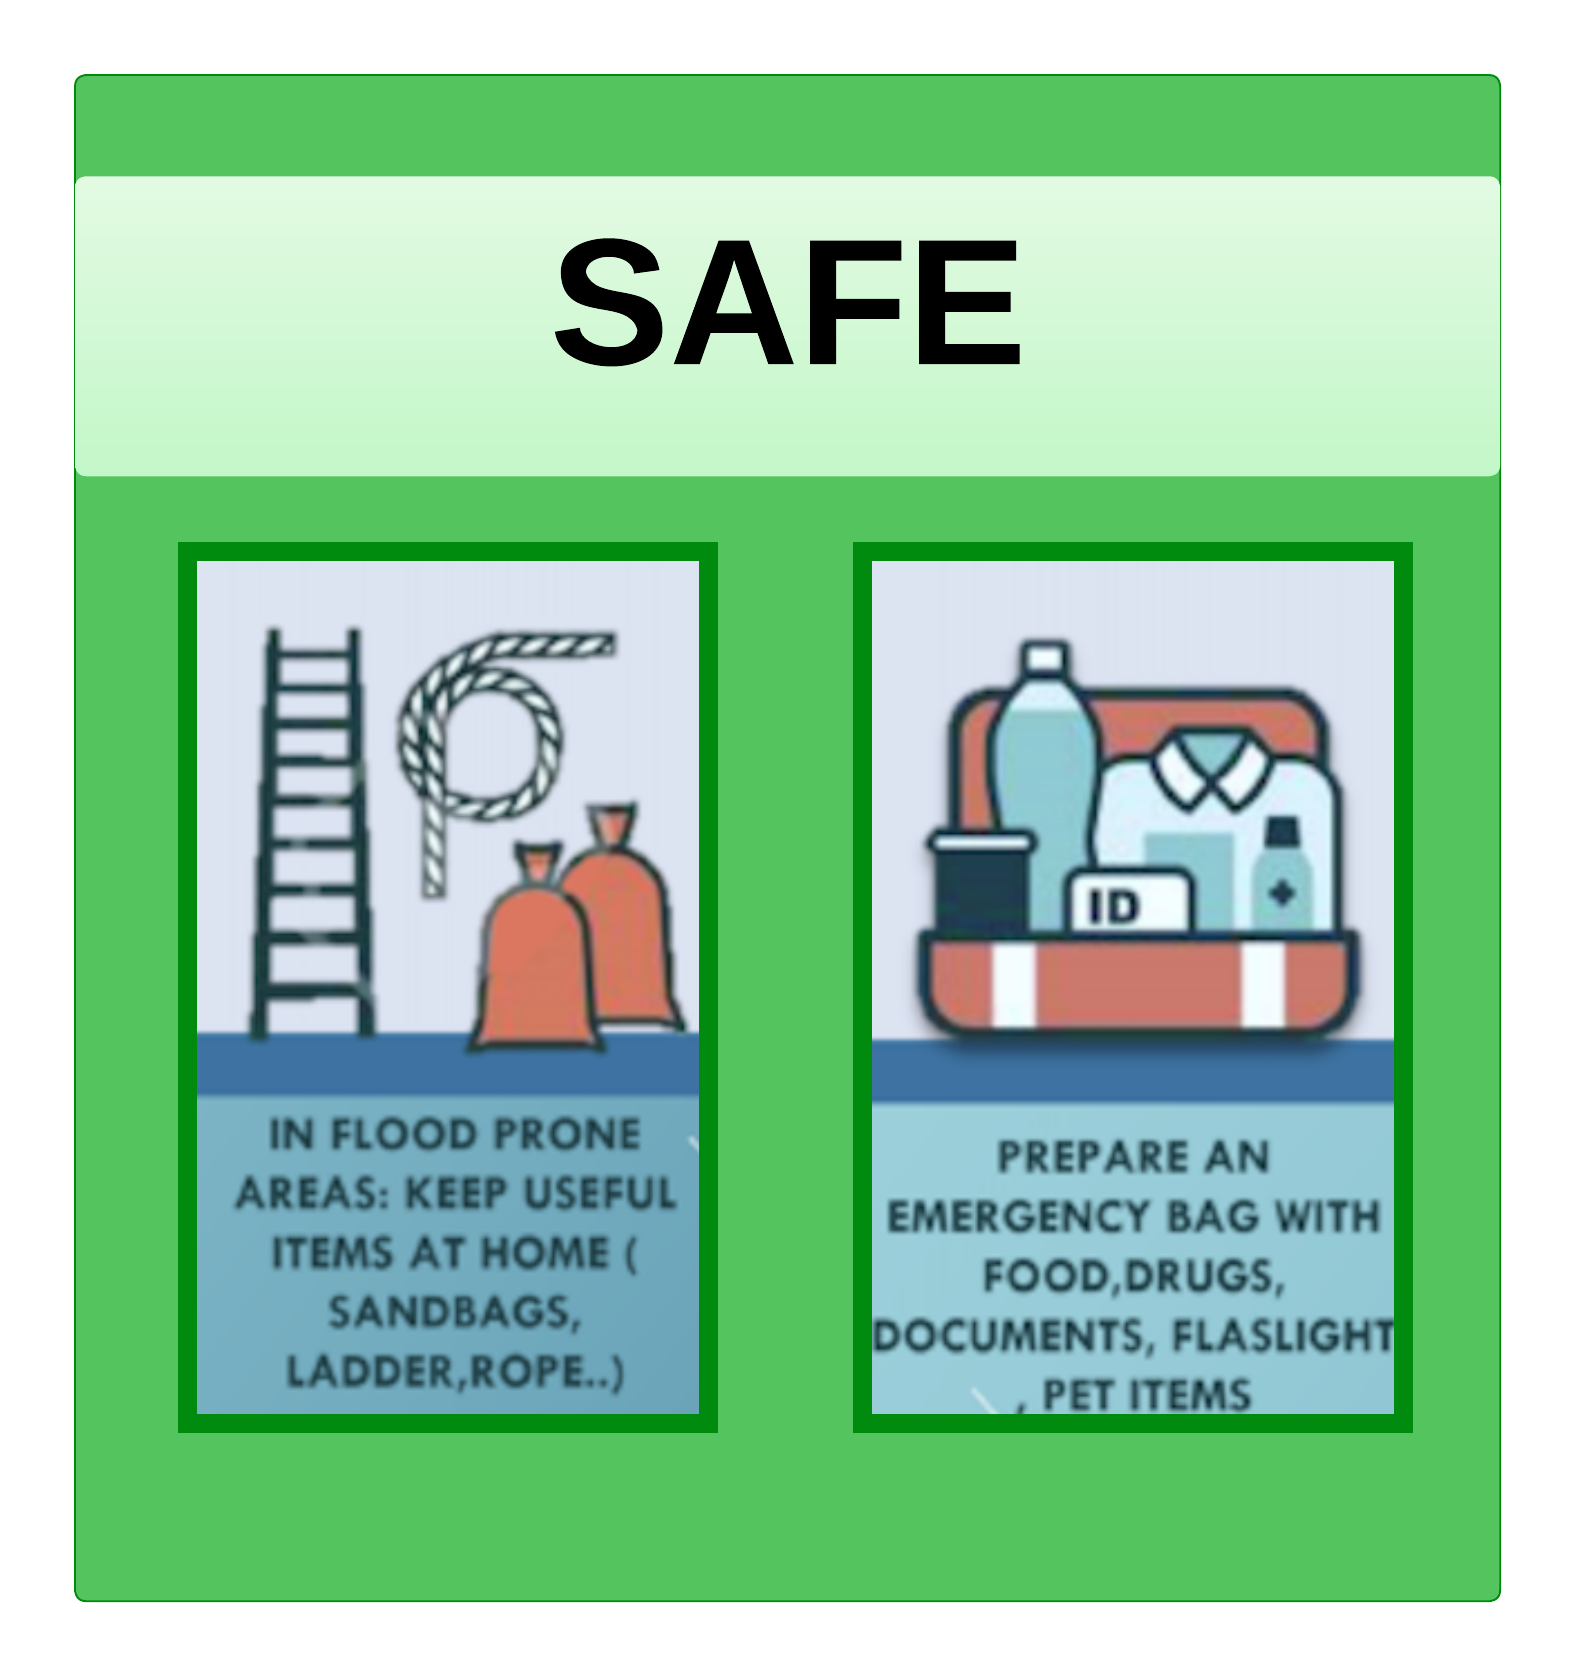 SAFE
IN FLOOD PRONE
AREAS: KEEP USEFUL
ITEMS AT HOME (
SANDBAGS,
LADDER,ROPE..)
ID
PREPARE AN
EMERGENCY BAG WITH
FOOD,DRUGS,
DOCUMENTS, FLASLIGHT
, PET ITEMS